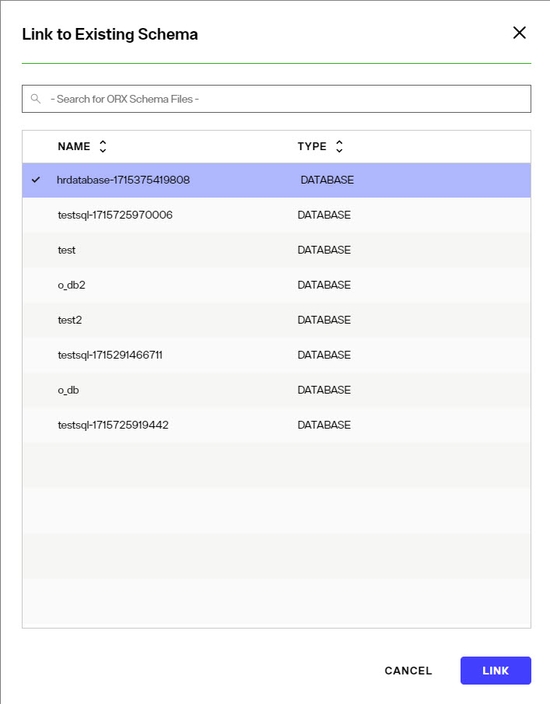 Link to Existing Schema
- Search for ORX Schema Files -
NAME TYPE
hrdatabase-1715375419808 DATABASE
testsql-1715725970006 DATABASE
test DATABASE
o_db2 DATABASE
test2 DATABASE
testsql-1715291466711 DATABASE
o_db DATABASE
testsql-1715725919442 DATABASE
CANCEL LINK